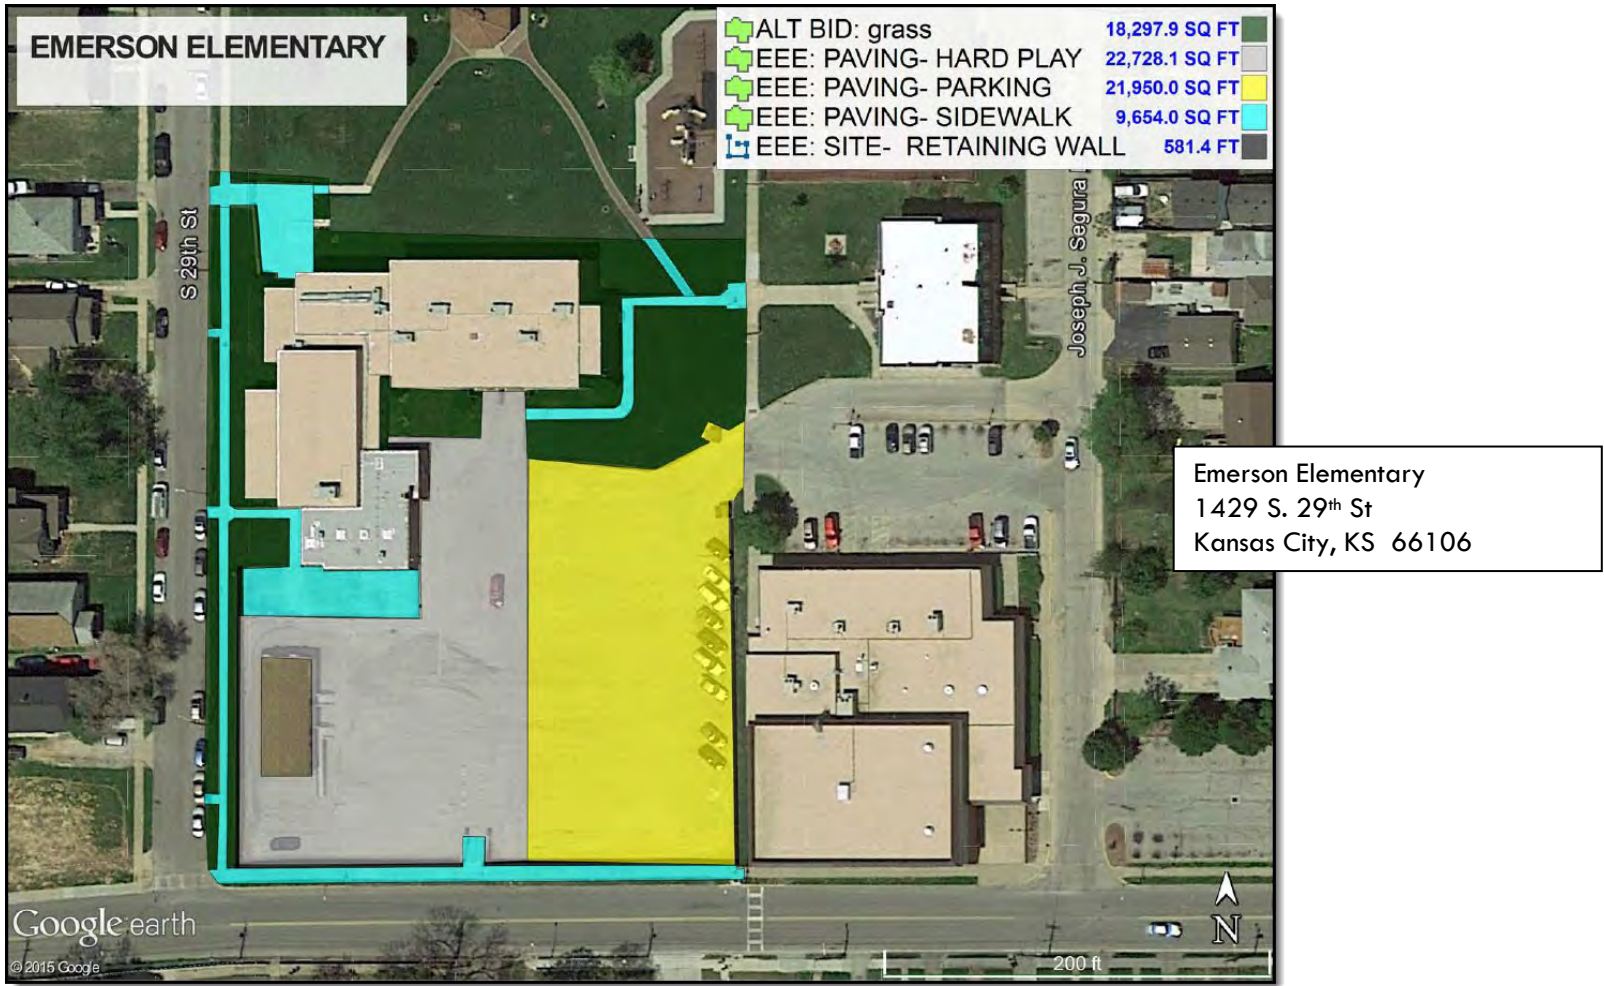 EMERSON ELEMENTARY
ALT BID: grass 18,297.9 SQ FT
EEE: PAVING- HARD PLAY 22,728.1 SQ FT
EEE: PAVING- PARKING 21,950.0 SQ FT
EEE: PAVING- SIDEWALK 9,654.0 SQ FT
EEE: SITE- RETAINING WALL 581.4 FT
S 29th St
Joseph J. Segura
Emerson Elementary
1429 S. 29th St
Kansas City, KS 66106
Google earth
© 2015 Google
N
200 ft